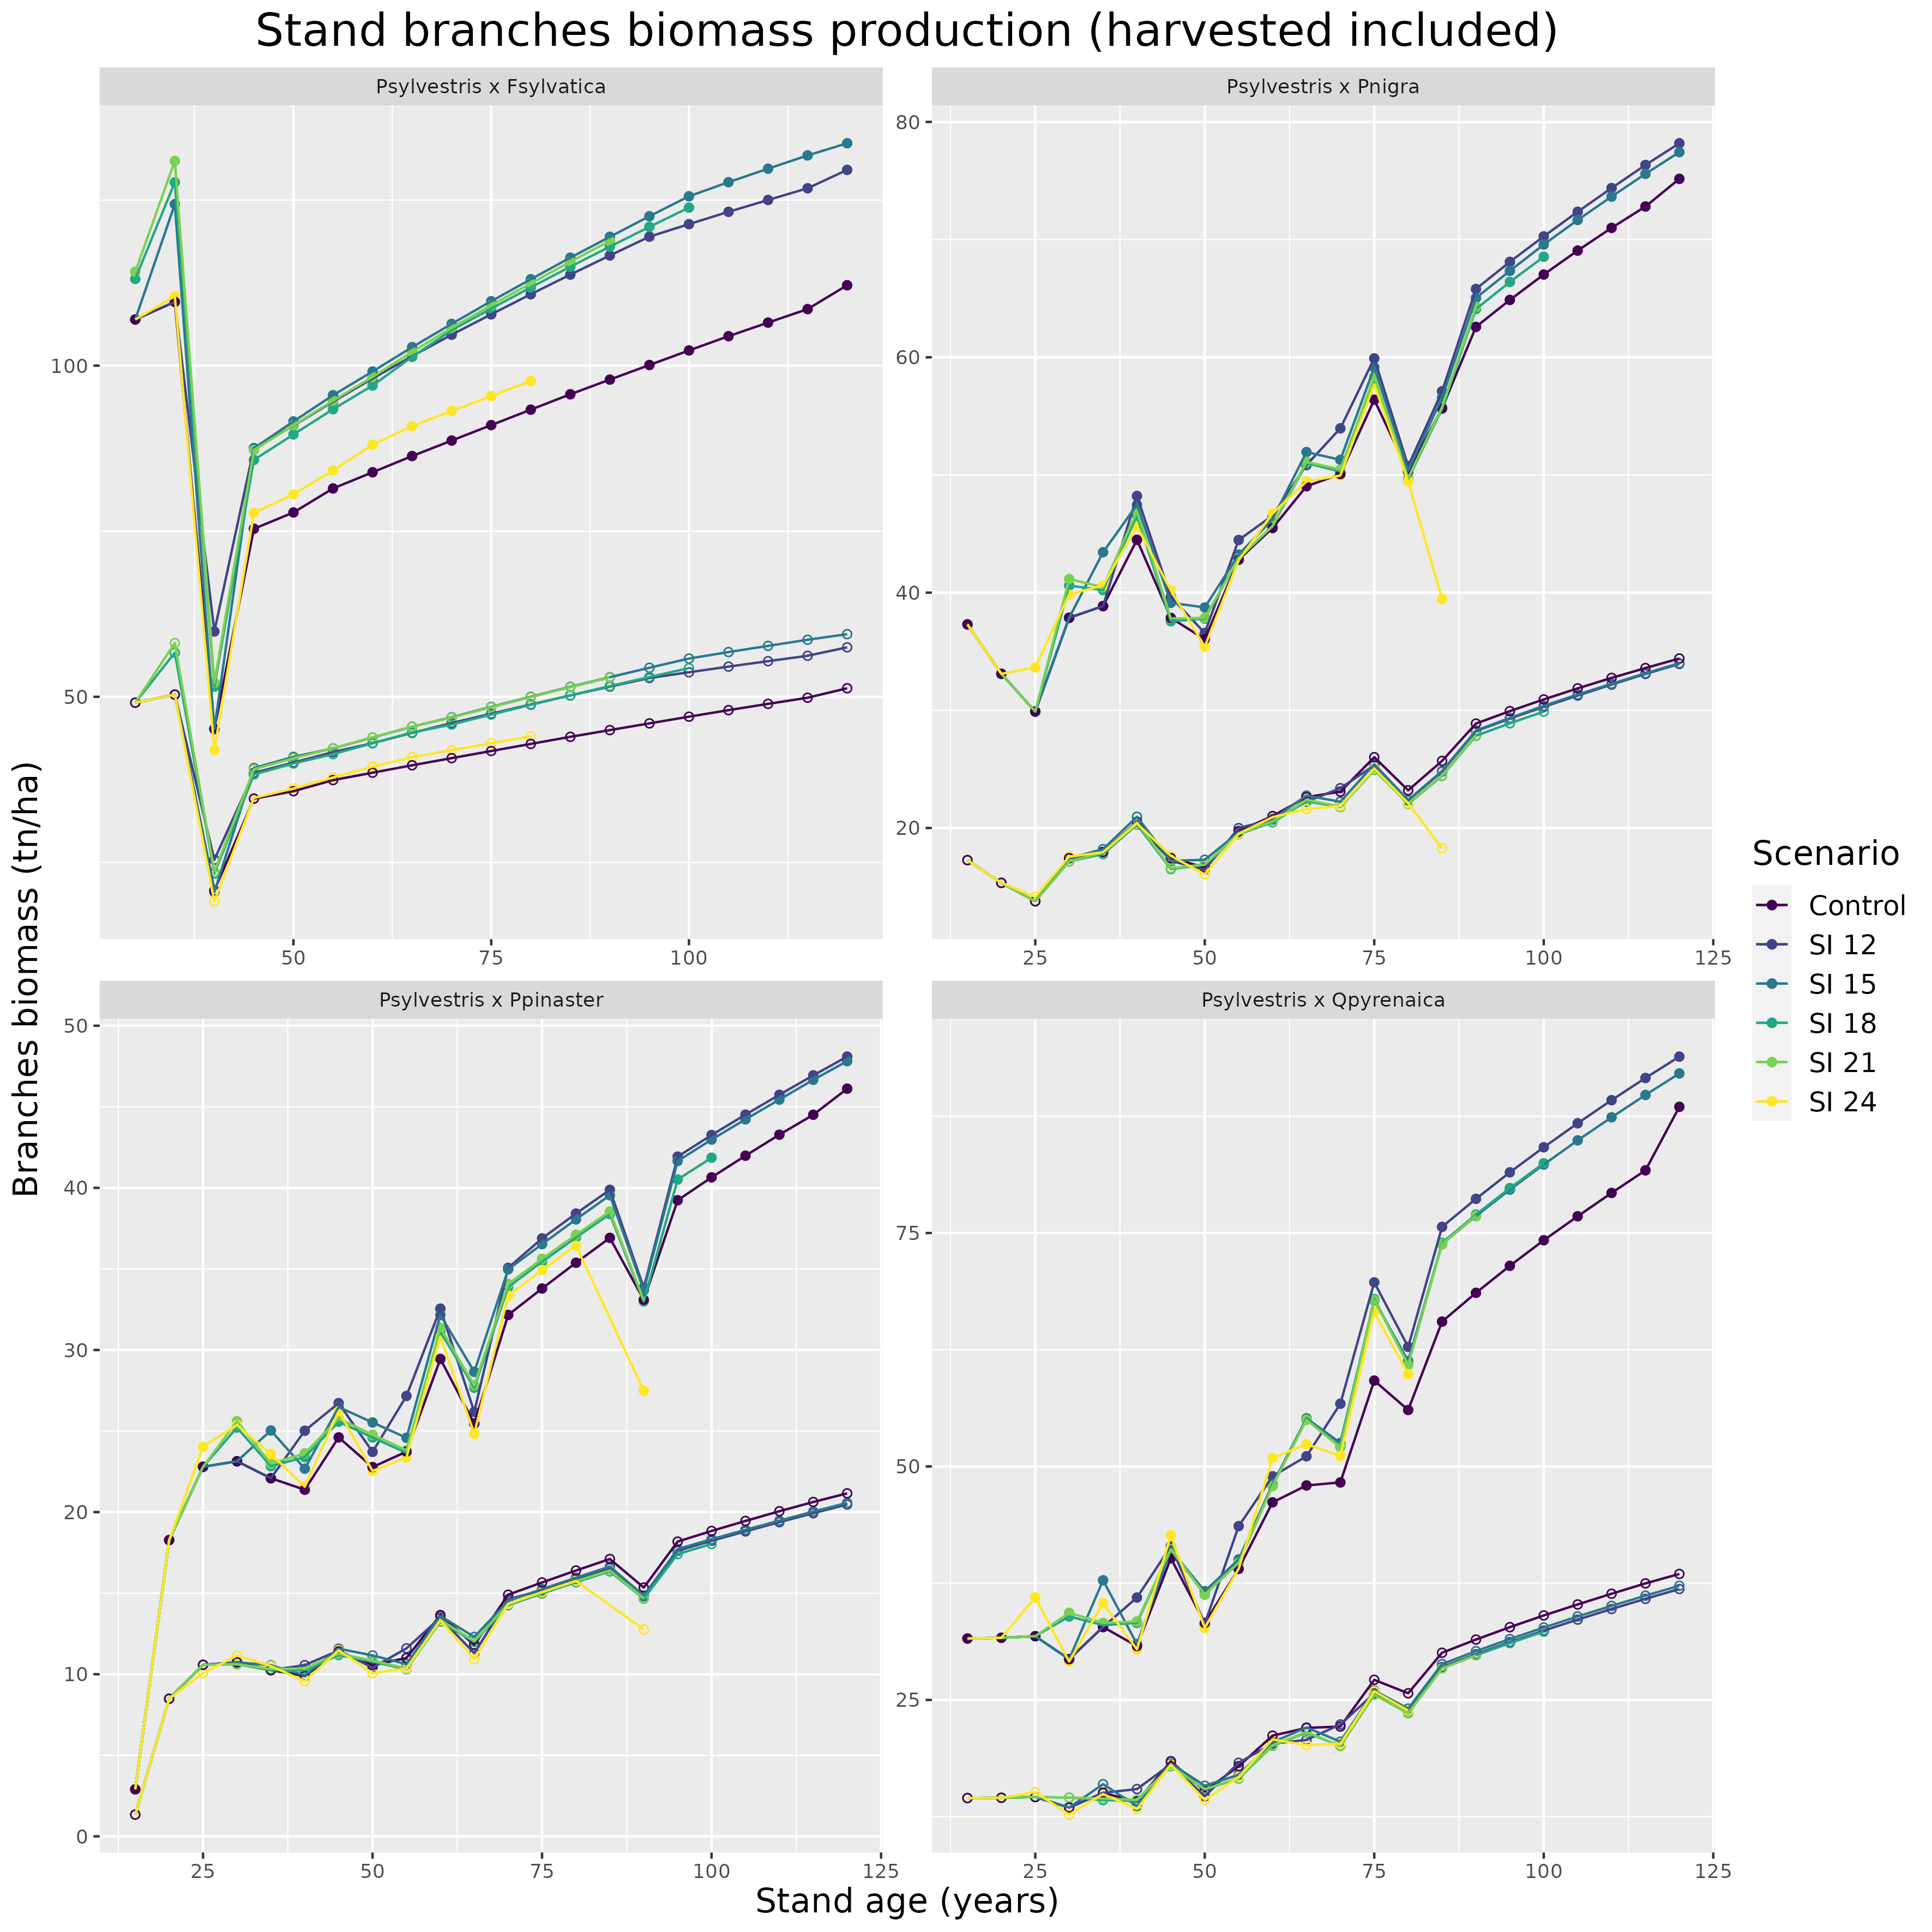 Stand branches biomass production (harvested included)
Psylvestris x Fsylvatica
Psylvestris x Pnigra
100
50
50
75
100
80
60
40
20
25
50
75
100
125
Psylvestris x Ppinaster
Psylvestris x Qpyrenaica
50
40
30
20
10
0
25
50
75
100
125
75
50
25
25
50
75
100
125
Stand age (years)
Branches biomass (tn/ha)
Scenario
Control
SI 12
SI 15
SI 18
SI 21
SI 24